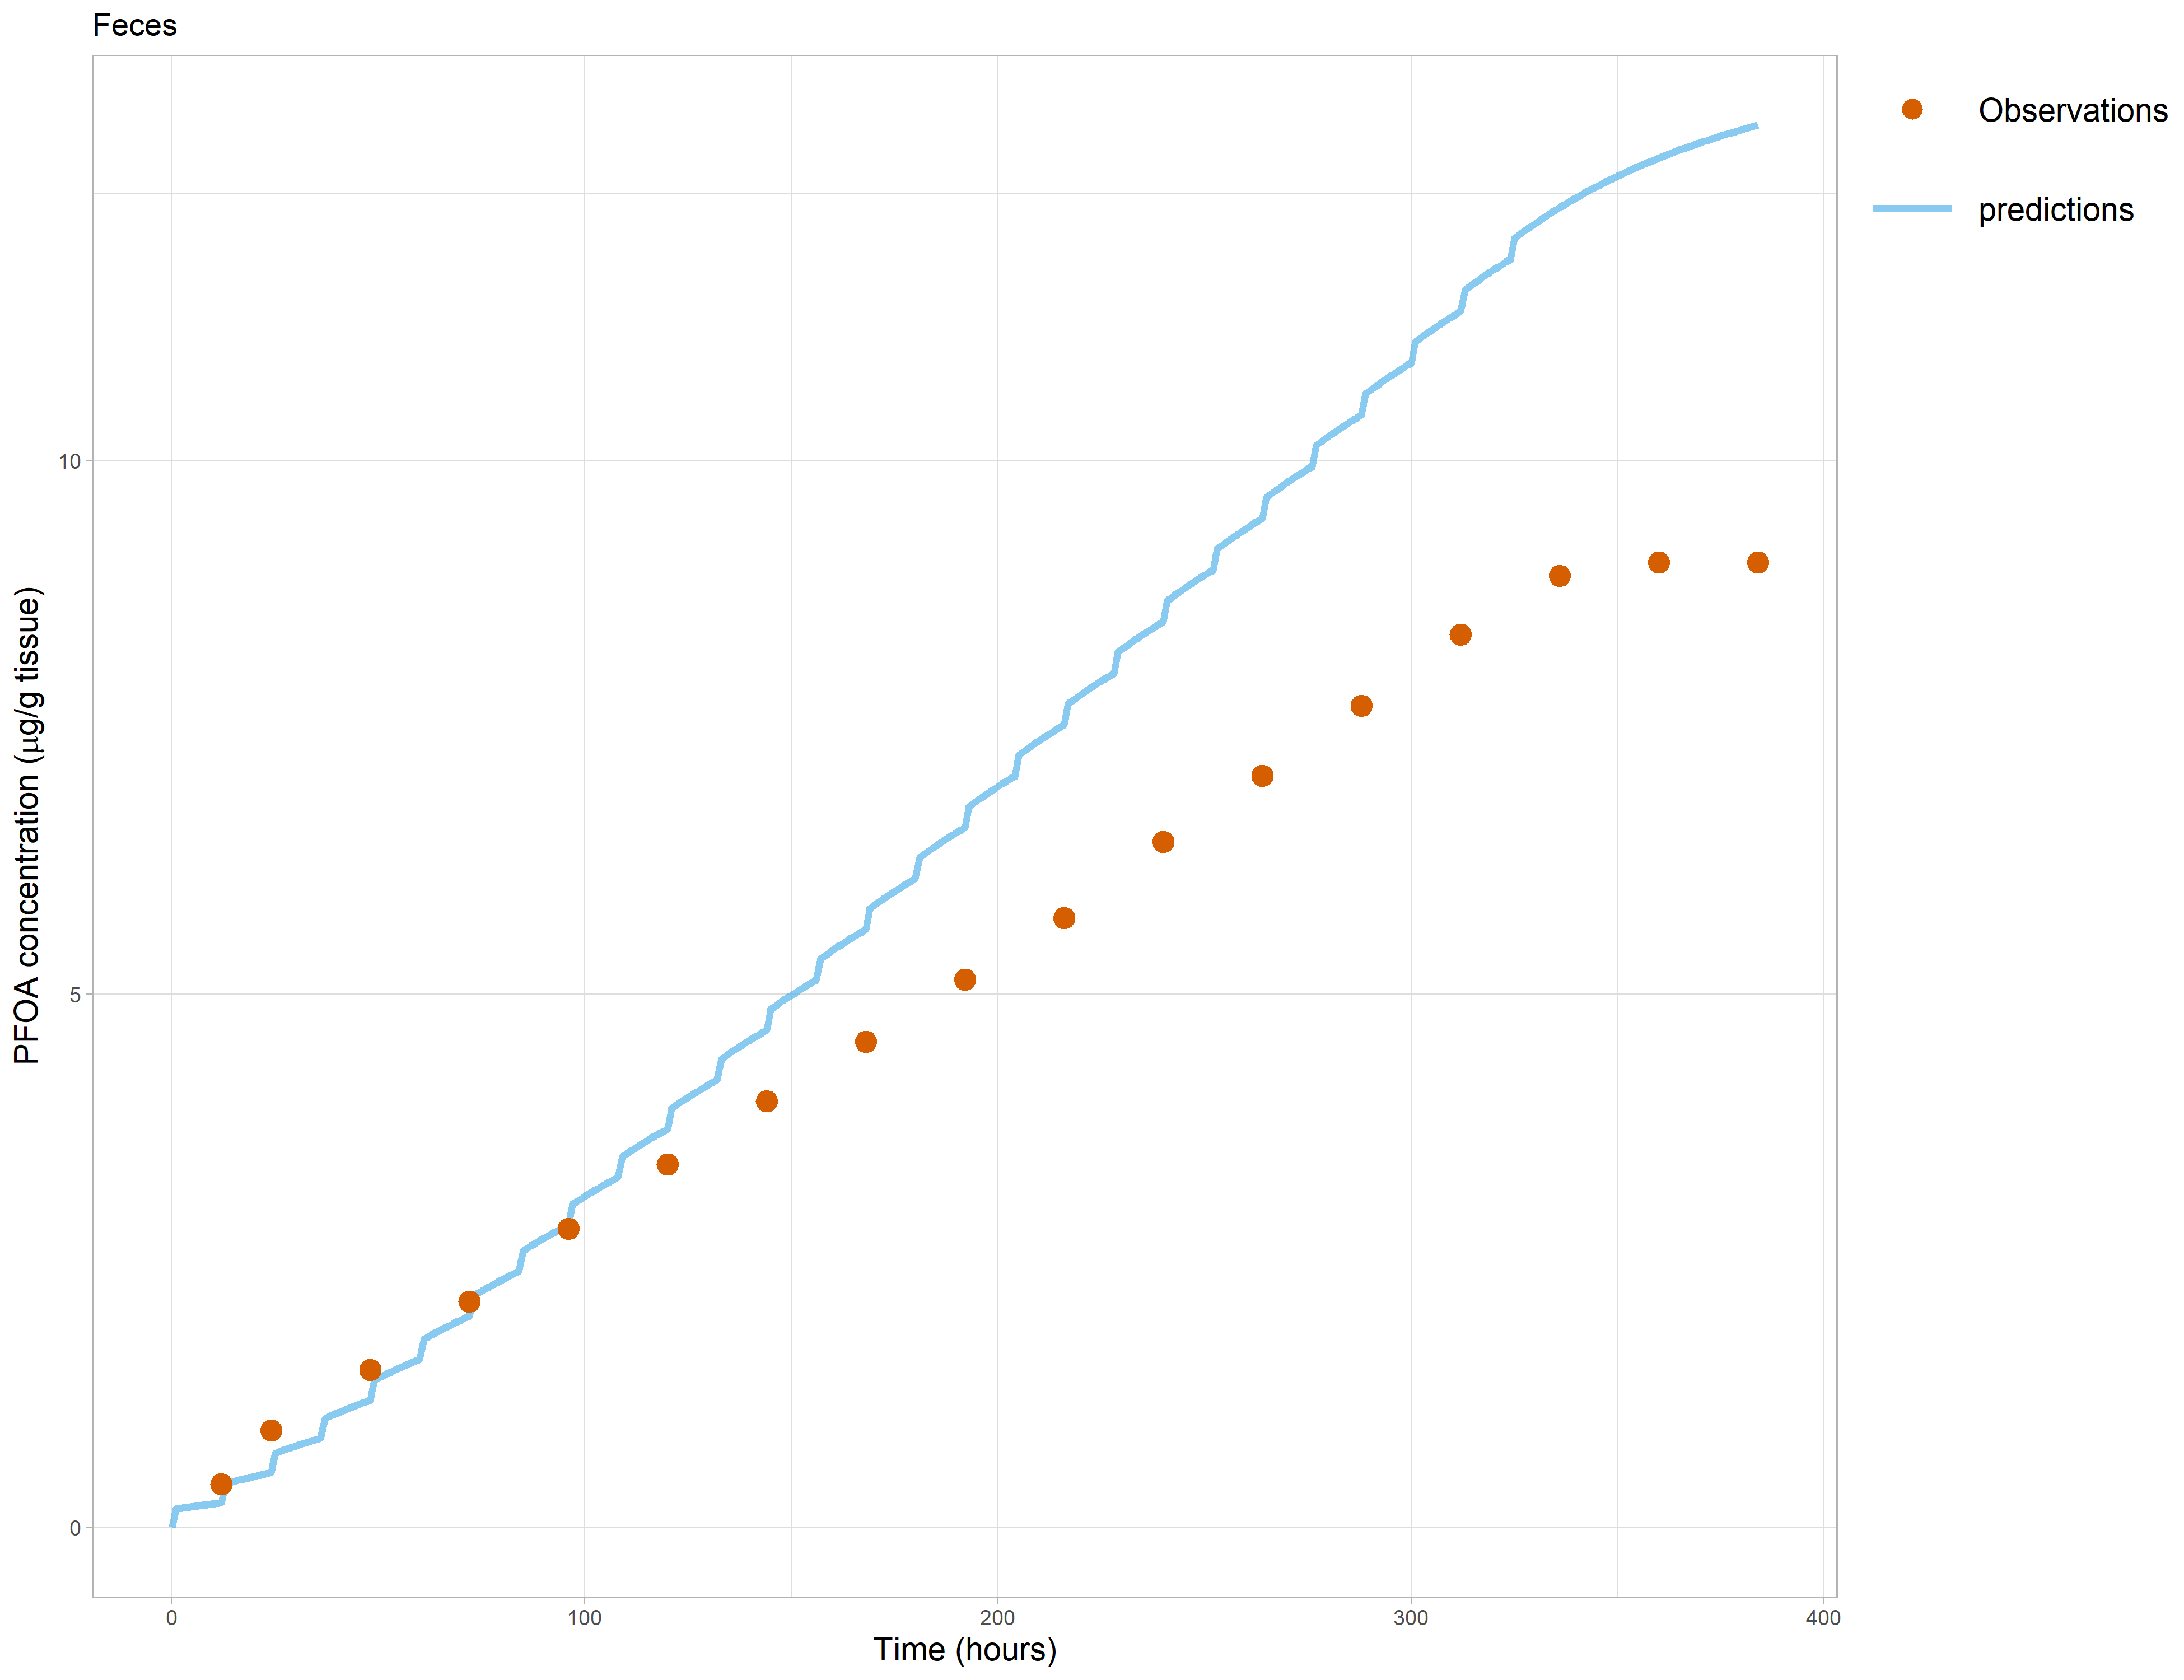 Feces
Observations
predictions
PFOA concentration (μg/g tissue)
10
5
0
0 100 200 300 400
Time (hours)